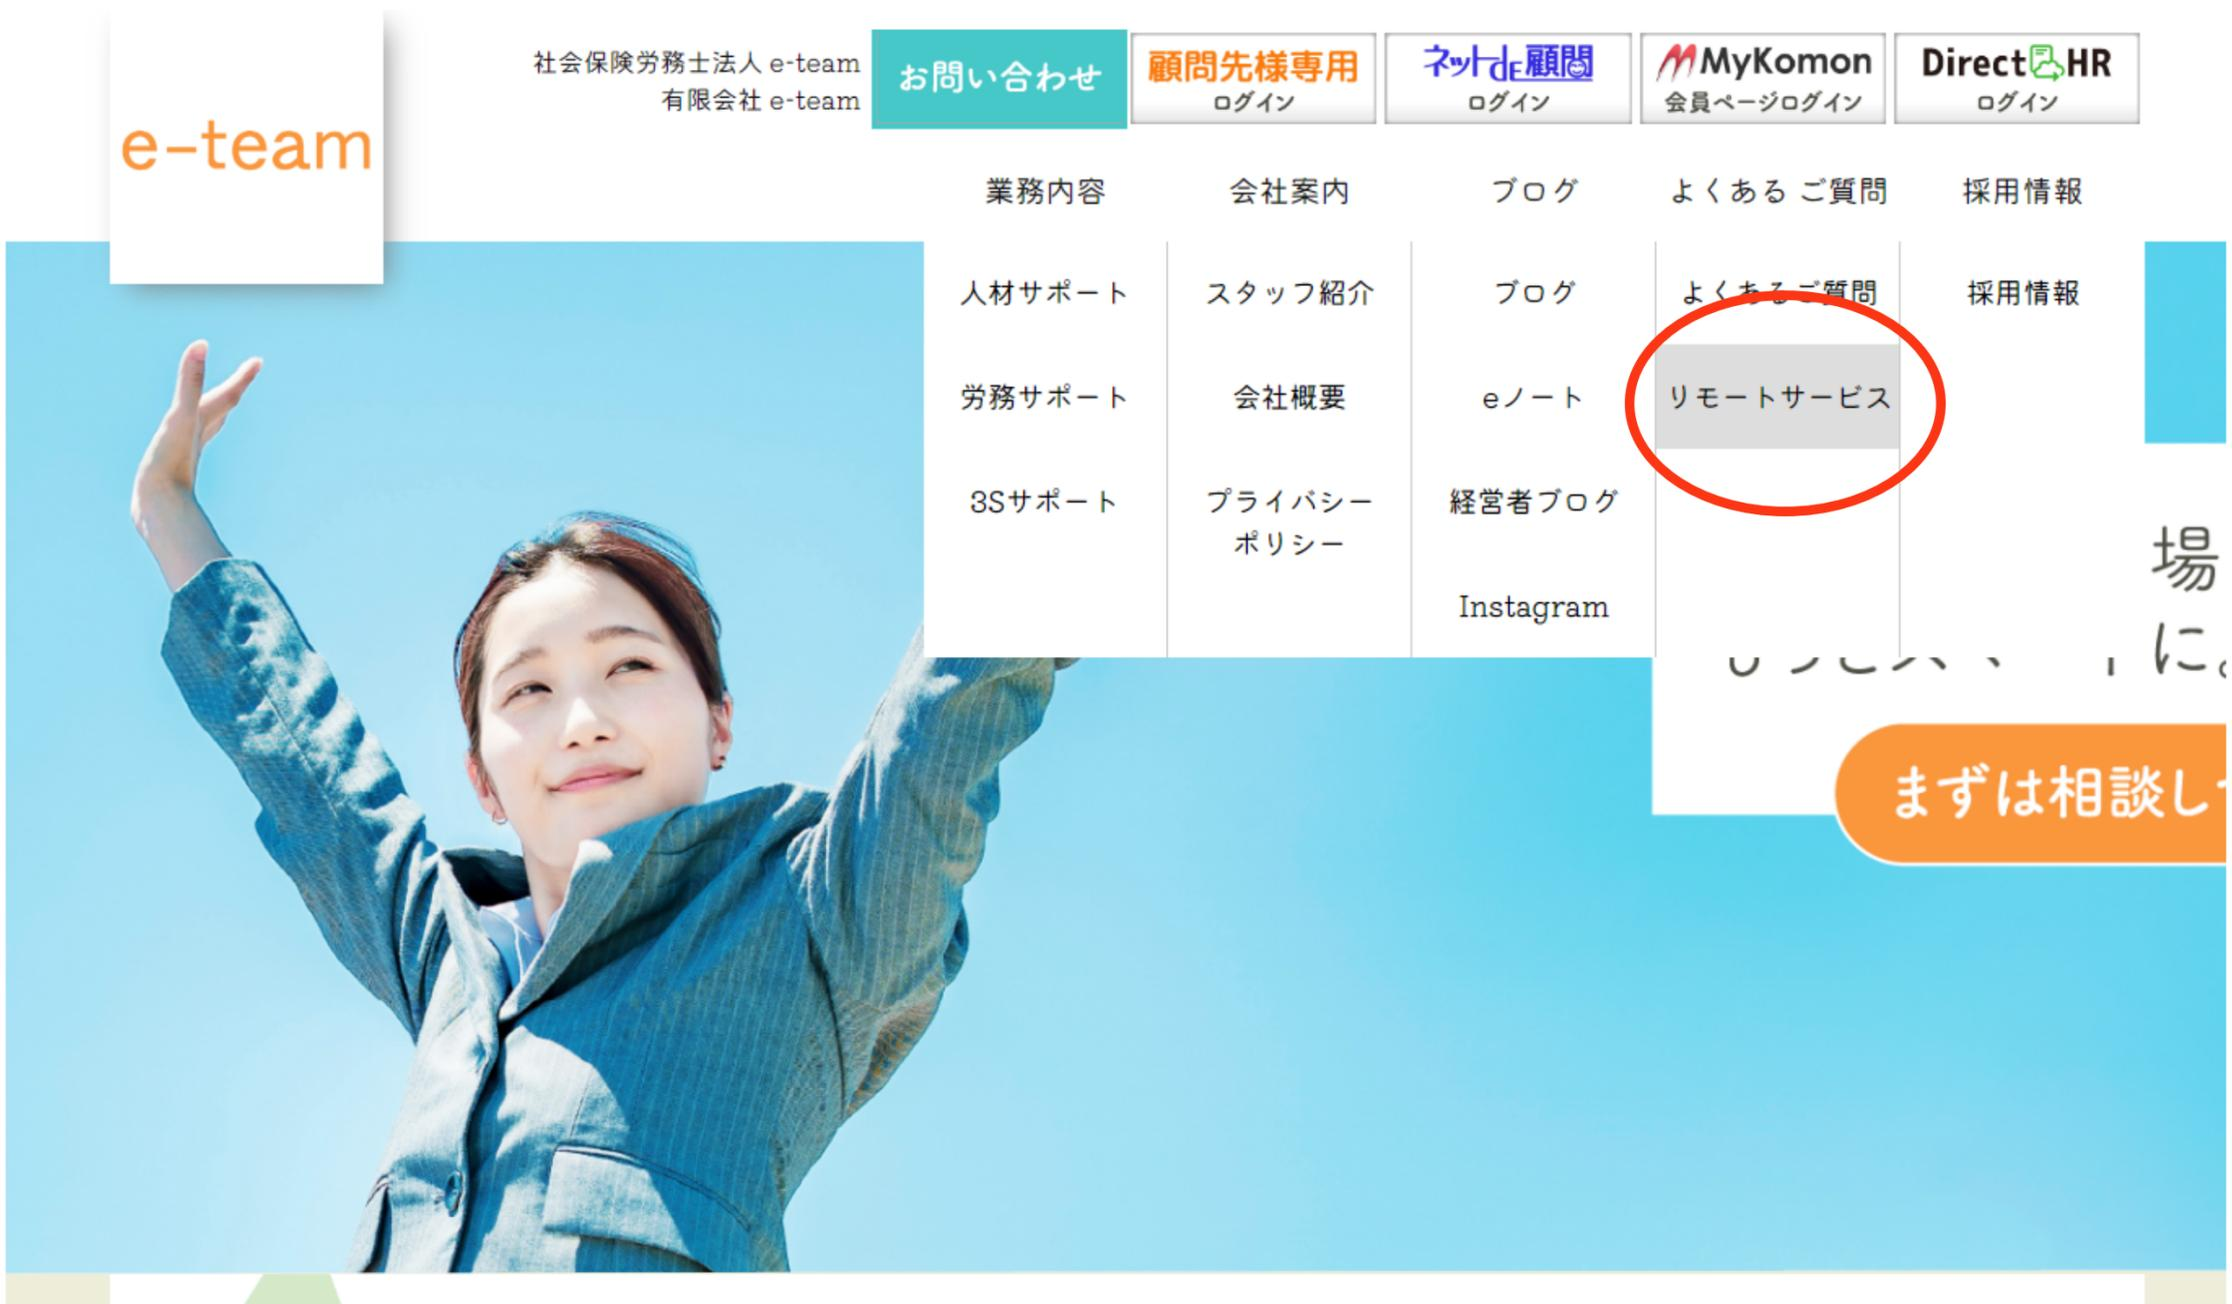 社会保険労務士法人 e-team
有限会社 e-team
お問い合わせ
顧問先様専用
ログイン
ネットdE顧問
ログイン
MyKomon
会員ページログイン
Direct HR
ログイン
e-team
業務内容
会社案内
ブログ
よくある ご質問
採用情報
人材サポート
スタッフ紹介
ブログ
よくあるご質問
採用情報
労務サポート
会社概要
eノート
リモートサービス
3Sサポート
プライバシー
ポリシー
経営者ブログ
Instagram
場
に。
まずは相談し